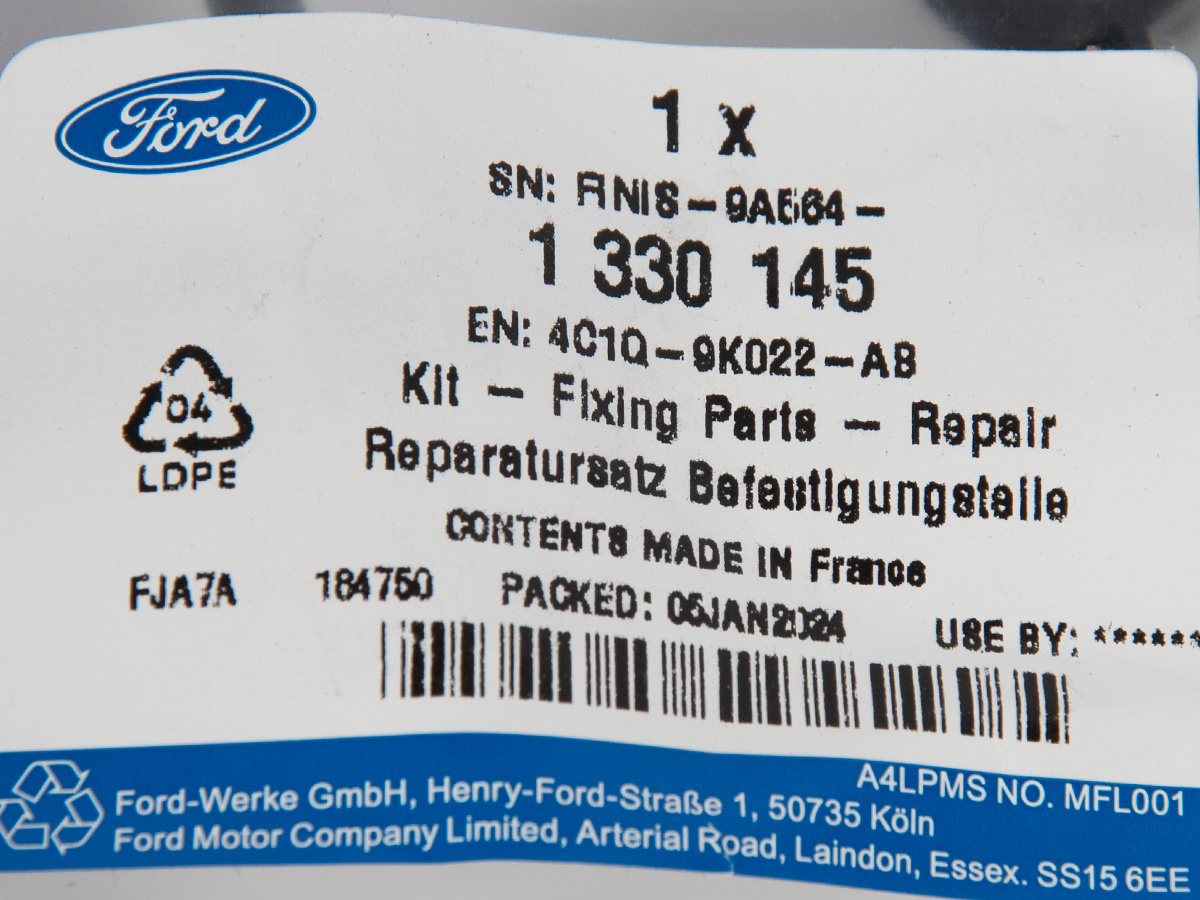 Ford
1 x
SN: FINIS-9A564-
1 330 145
EN: 4C1Q-9K022-AB
Kit - Fixing Parts - Repair
Reparatursatz Befestigungsteile
04
LDPE
CONTENTS MADE IN France
FJA7A 184750 PACKED: 05JAN2024 USE BY: ******
A4LPMS NO. MFL001
Ford-Werke GmbH, Henry-Ford-Straße 1, 50735 Köln
Ford Motor Company Limited, Arterial Road, Laindon, Essex. SS15 6EE